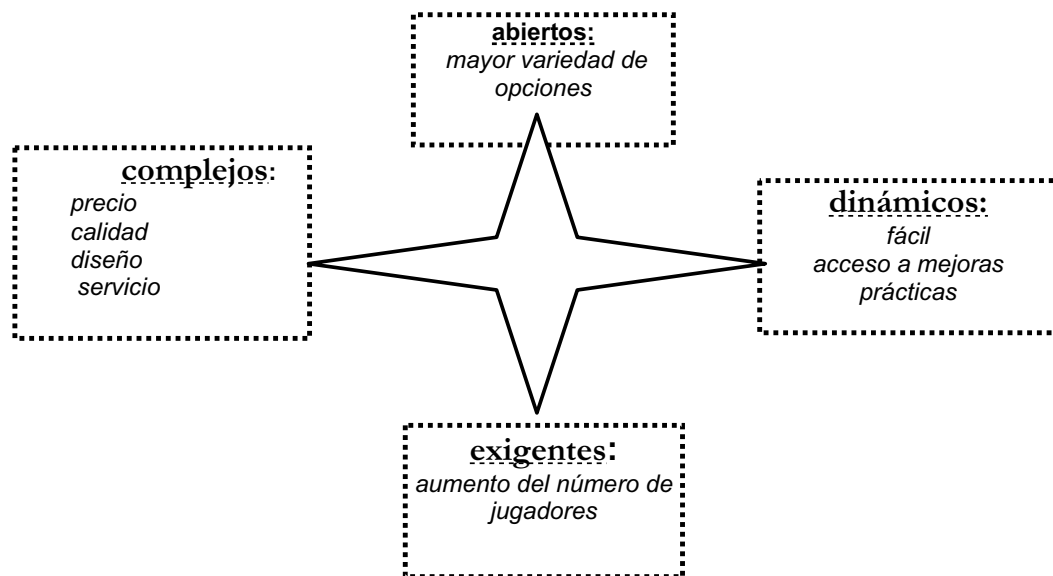 abiertos:
mayor variedad de
opciones
complejos:
precio
calidad
diseño
servicio
dinámicos:
fácil
acceso a mejoras
prácticas
exigentes:
aumento del número de
jugadores